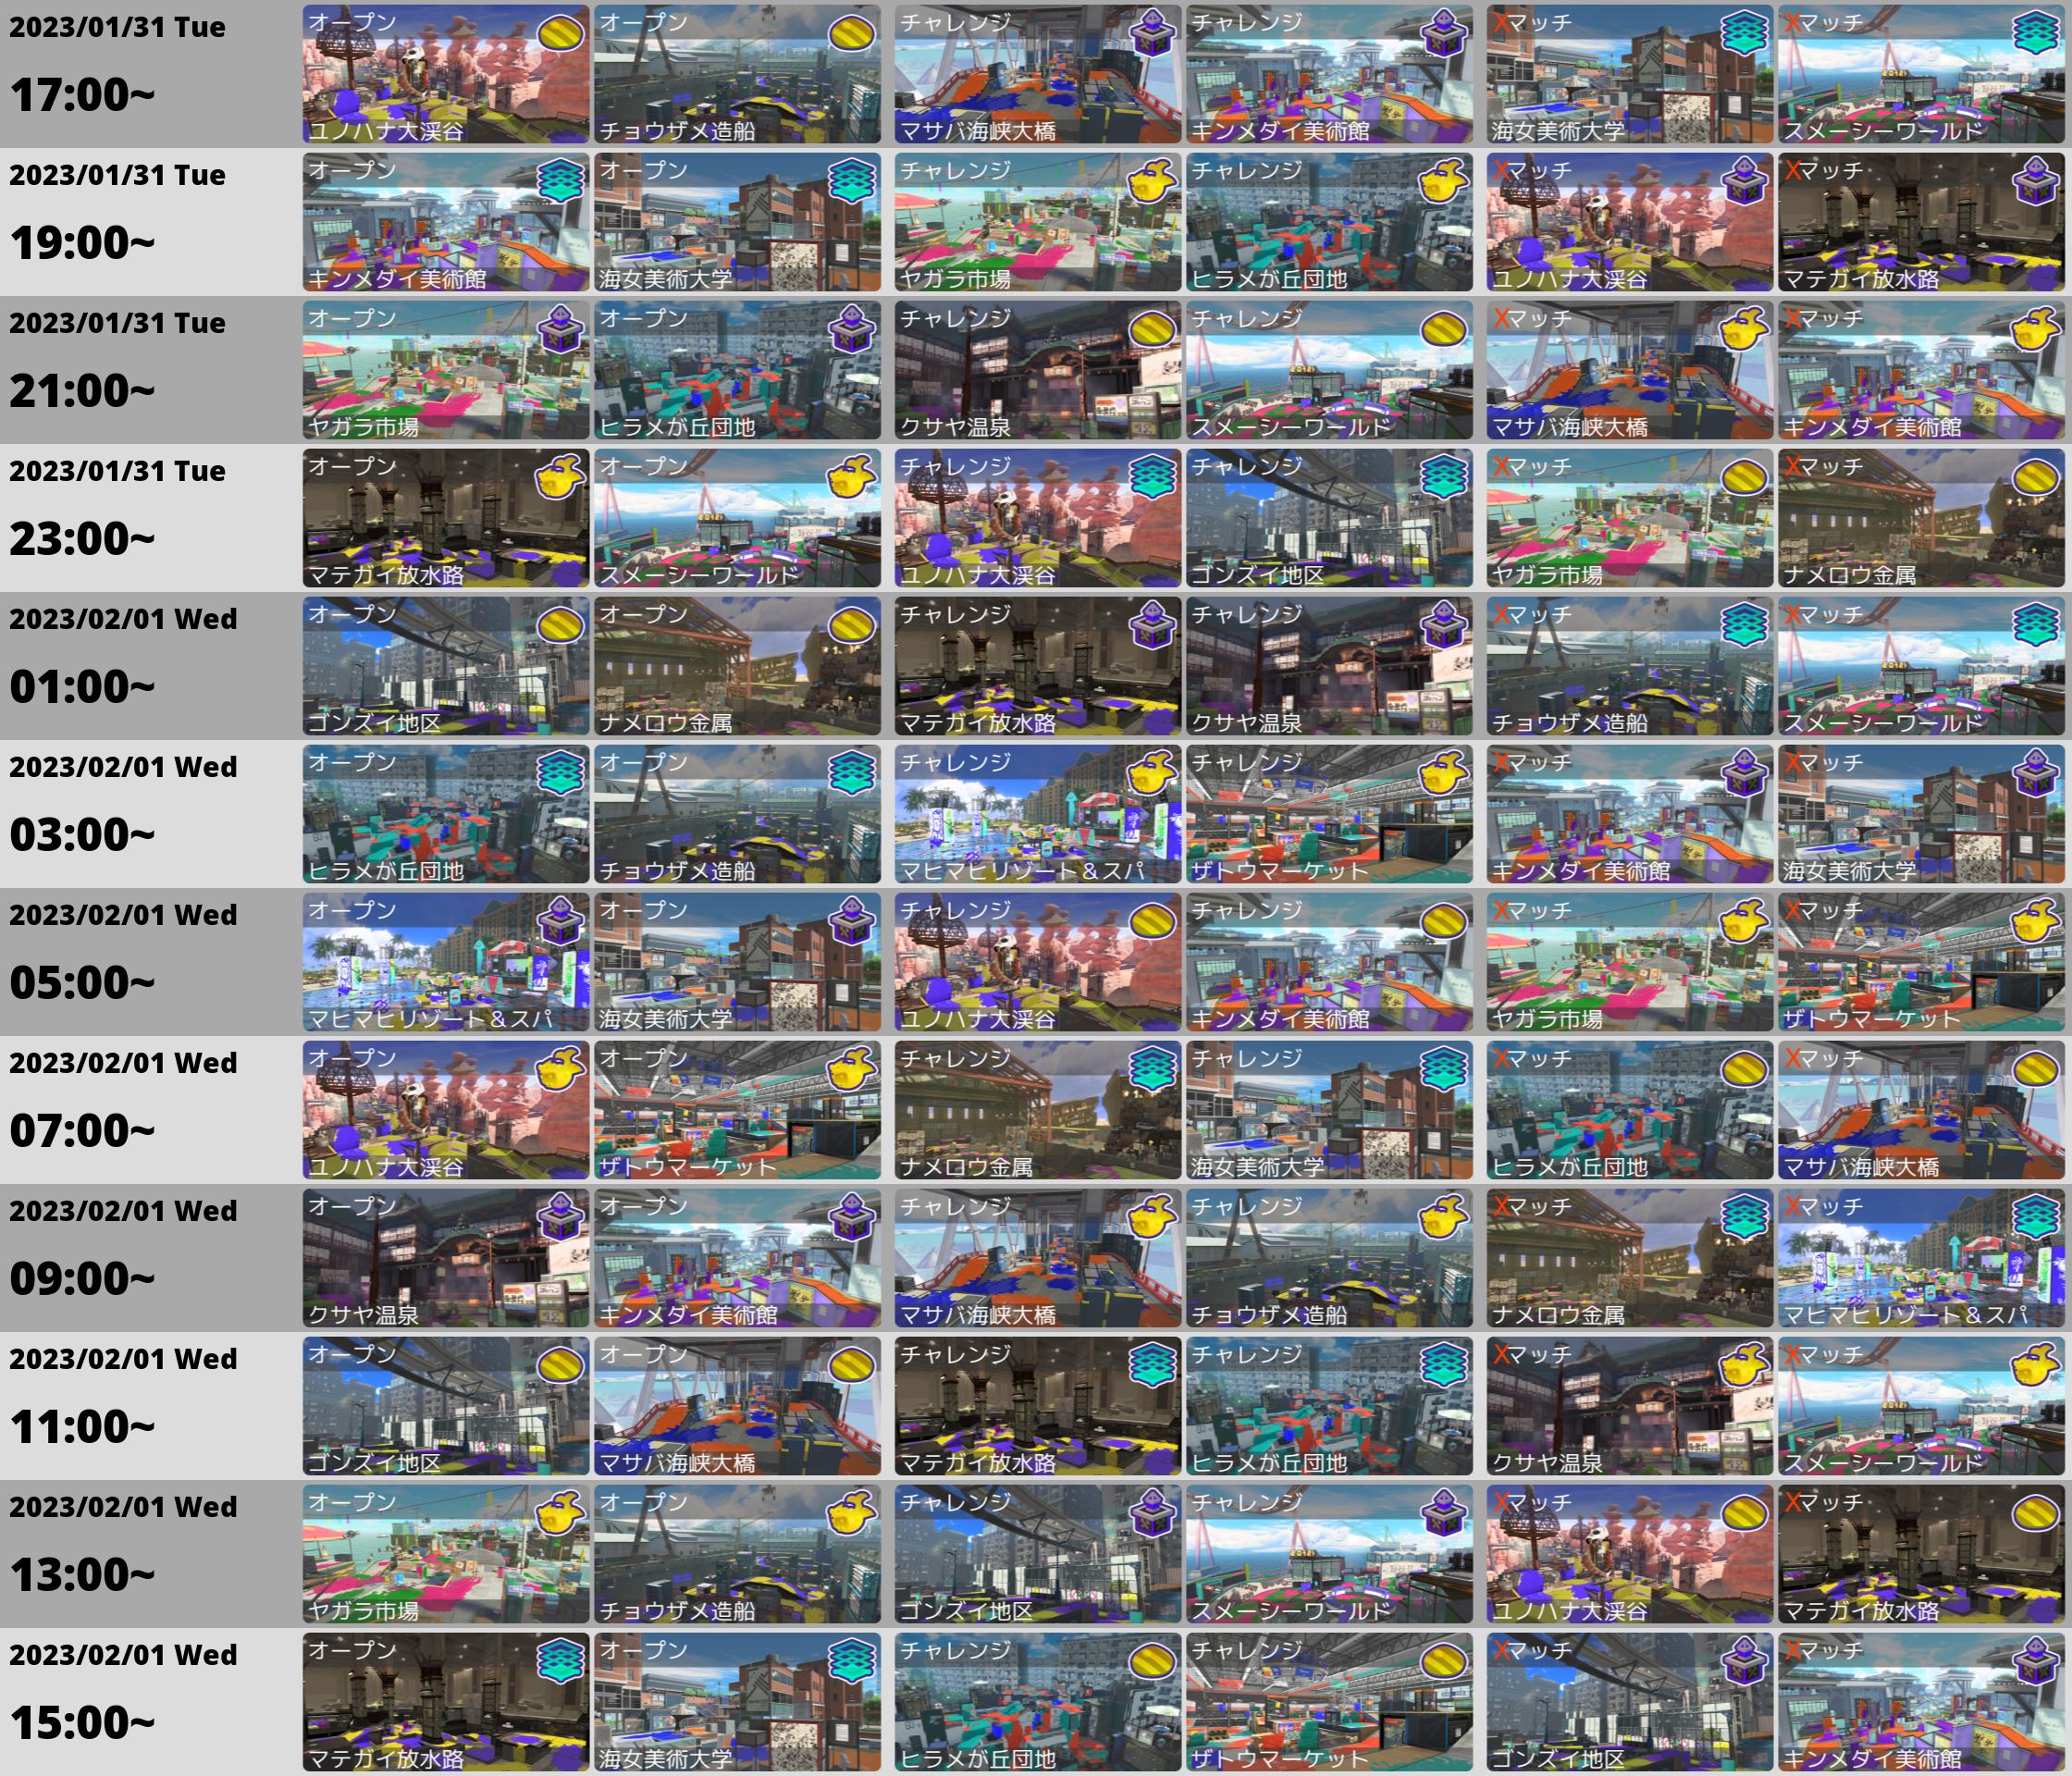 2023/01/31 Tue
17:00~
オープン オープン チャレンジ チャレンジ Xマッチ Xマッチ
ユノハナ大渓谷 チョウザメ造船 マサバ海峡大橋 キンメダイ美術館 海女美術大学 スメーシーワールド
2023/01/31 Tue
19:00~
オープン オープン チャレンジ チャレンジ Xマッチ Xマッチ
キンメダイ美術館 海女美術大学 ヤガラ市場 ヒラメが丘団地 ユノハナ大渓谷 マテガイ放水路
2023/01/31 Tue
21:00~
オープン オープン チャレンジ チャレンジ Xマッチ Xマッチ
ヤガラ市場 ヒラメが丘団地 クサヤ温泉 スメーシーワールド マサバ海峡大橋 キンメダイ美術館
2023/01/31 Tue
23:00~
オープン オープン チャレンジ チャレンジ Xマッチ Xマッチ
マテガイ放水路 スメーシーワールド ユノハナ大渓谷 ゴンズイ地区 ヤガラ市場 ナメロウ金属
2023/02/01 Wed
01:00~
オープン オープン チャレンジ チャレンジ Xマッチ Xマッチ
ゴンズイ地区 ナメロウ金属 マテガイ放水路 クサヤ温泉 チョウザメ造船 スメーシーワールド
2023/02/01 Wed
03:00~
オープン オープン チャレンジ チャレンジ Xマッチ Xマッチ
ヒラメが丘団地 チョウザメ造船 マヒマヒリゾート＆スパ ザトウマーケット キンメダイ美術館 海女美術大学
2023/02/01 Wed
05:00~
オープン オープン チャレンジ チャレンジ Xマッチ Xマッチ
マヒマヒリゾート＆スパ 海女美術大学 ユノハナ大渓谷 キンメダイ美術館 ヤガラ市場 ザトウマーケット
2023/02/01 Wed
07:00~
オープン オープン チャレンジ チャレンジ Xマッチ Xマッチ
ユノハナ大渓谷 ザトウマーケット ナメロウ金属 海女美術大学 ヒラメが丘団地 マサバ海峡大橋
2023/02/01 Wed
09:00~
オープン オープン チャレンジ チャレンジ Xマッチ Xマッチ
クサヤ温泉 キンメダイ美術館 マサバ海峡大橋 チョウザメ造船 ナメロウ金属 マヒマヒリゾート＆スパ
2023/02/01 Wed
11:00~
オープン オープン チャレンジ チャレンジ Xマッチ Xマッチ
ゴンズイ地区 マサバ海峡大橋 マテガイ放水路 ヒラメが丘団地 クサヤ温泉 スメーシーワールド
2023/02/01 Wed
13:00~
オープン オープン チャレンジ チャレンジ Xマッチ Xマッチ
ヤガラ市場 チョウザメ造船 ゴンズイ地区 スメーシーワールド ユノハナ大渓谷 マテガイ放水路
2023/02/01 Wed
15:00~
オープン オープン チャレンジ チャレンジ Xマッチ Xマッチ
マテガイ放水路 海女美術大学 ヒラメが丘団地 ザトウマーケット ゴンズイ地区 キンメダイ美術館